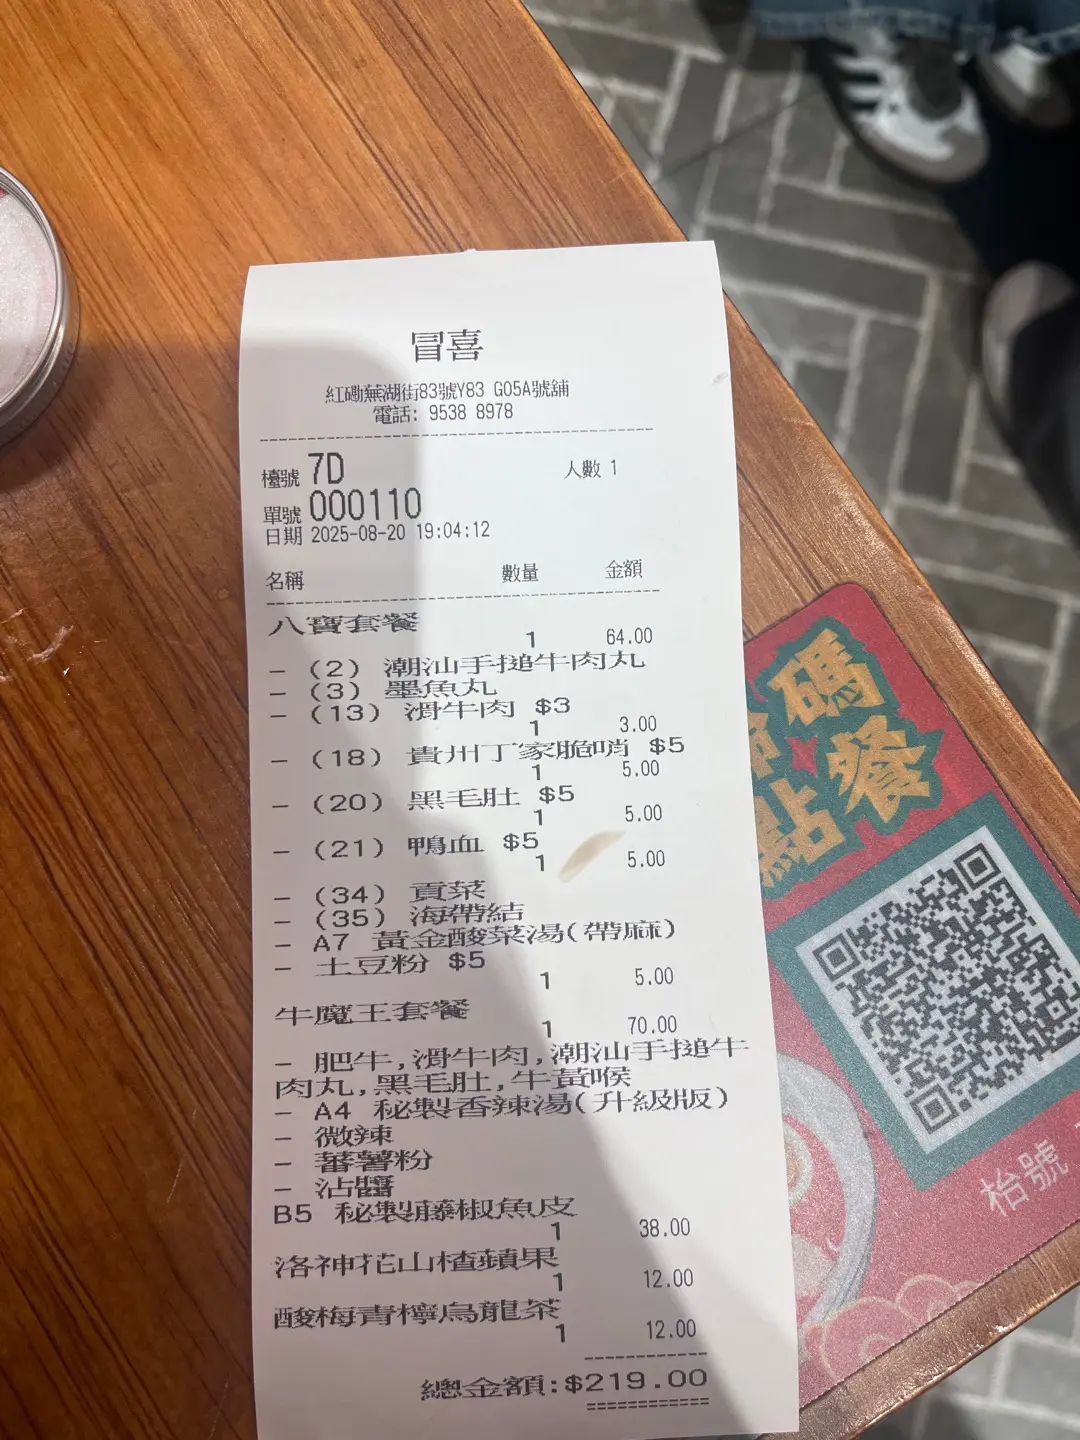 冒喜
紅磡蕪湖街83號Y83 G05A號舖
電話: 9538 8978
檯號 7D 人數 1
單號 000110
日期 2025-08-20 19:04:12
名稱 數量 金額
八寶套餐
1 64.00
- (2) 潮汕手搥牛肉丸
- (3) 墨魚丸
- (13) 滑牛肉 $3
1 3.00
- (18) 貴州丁家脆哨 $5
1 5.00
- (20) 黑毛肚 $5
1 5.00
- (21) 鴨血 $5
1 5.00
- (34) 貢菜
- (35) 海帶結
- A7 黃金酸菜湯(帶麻)
- 土豆粉 $5
1 5.00
牛魔王套餐
1 70.00
- 肥牛,滑牛肉,潮汕手搥牛
肉丸,黑毛肚,牛黃喉
- A4 秘製香辣湯(升級版)
- 微辣
- 蕃薯粉
- 沾醬
B5 秘製藤椒魚皮
1 38.00
洛神花山楂蘋果
1 12.00
酸梅青檸烏龍茶
1 12.00
總金額:$219.00
碼
點餐
枱號